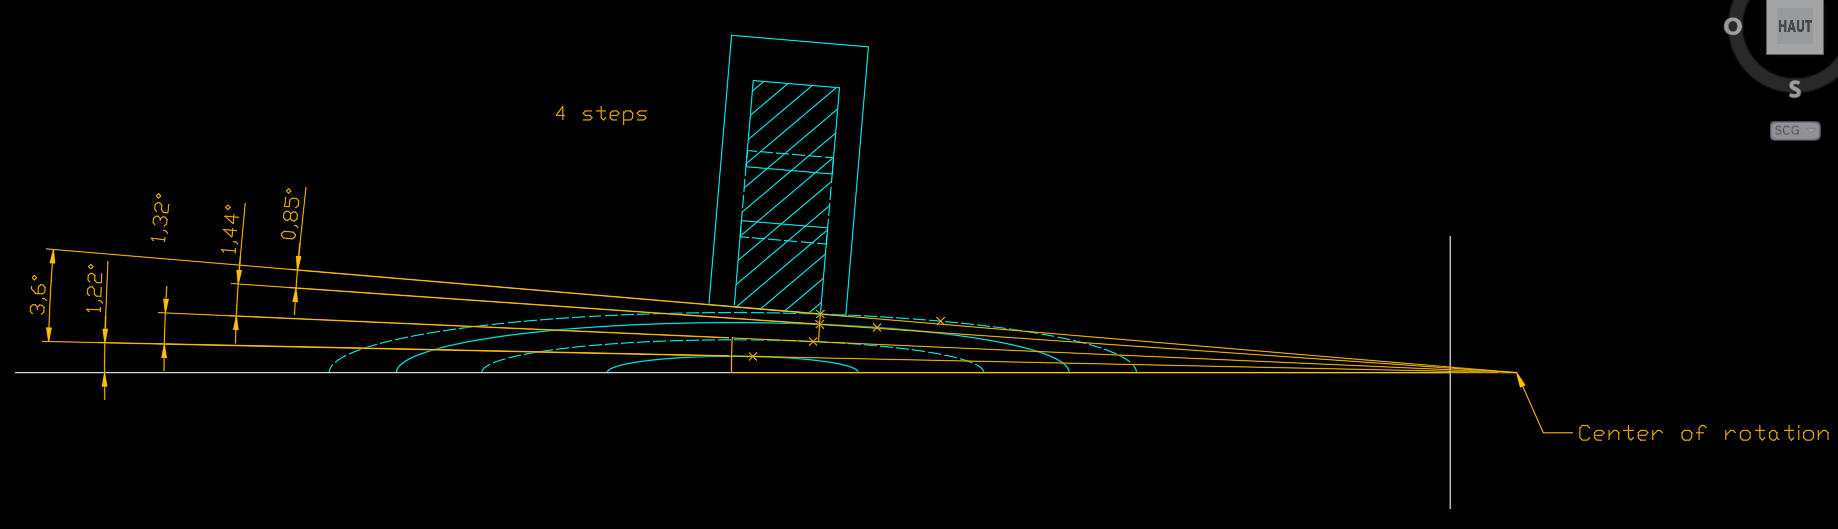 O
HAUT
S
SCG
4 steps
1,32°
1,44°
0,85°
3,6°
1,22°
Center of rotation